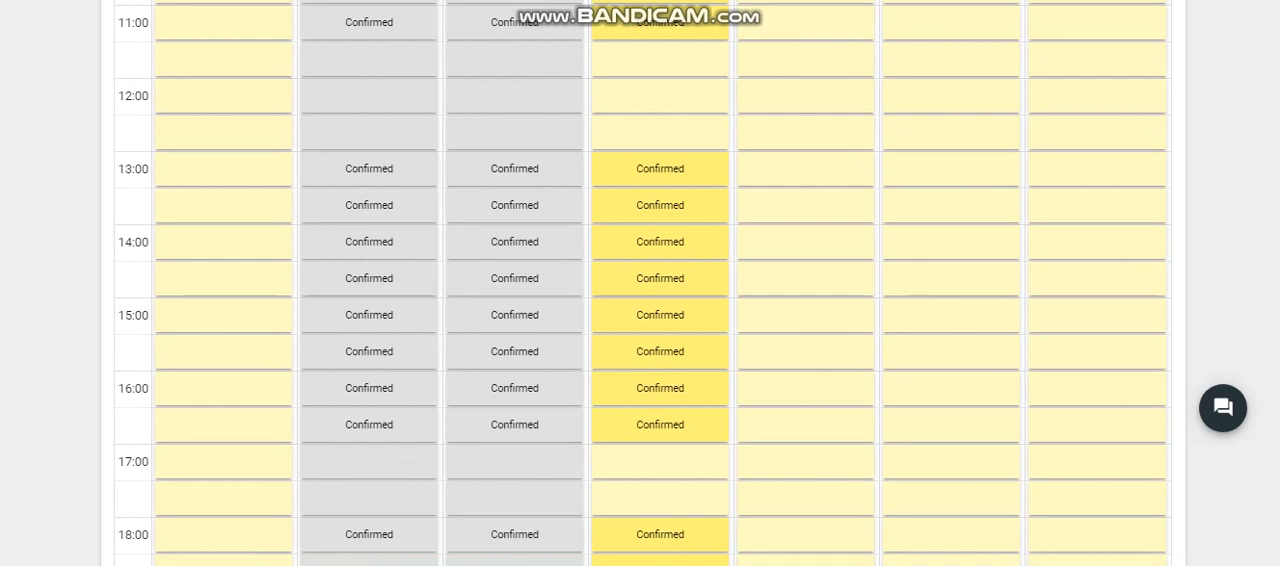 www.BANDICAM.com
11:00 Confirmed Confirmed Confirmed
12:00
13:00 Confirmed Confirmed Confirmed
Confirmed Confirmed Confirmed
14:00 Confirmed Confirmed Confirmed
Confirmed Confirmed Confirmed
15:00 Confirmed Confirmed Confirmed
Confirmed Confirmed Confirmed
16:00 Confirmed Confirmed Confirmed
Confirmed Confirmed Confirmed
17:00
18:00 Confirmed Confirmed Confirmed